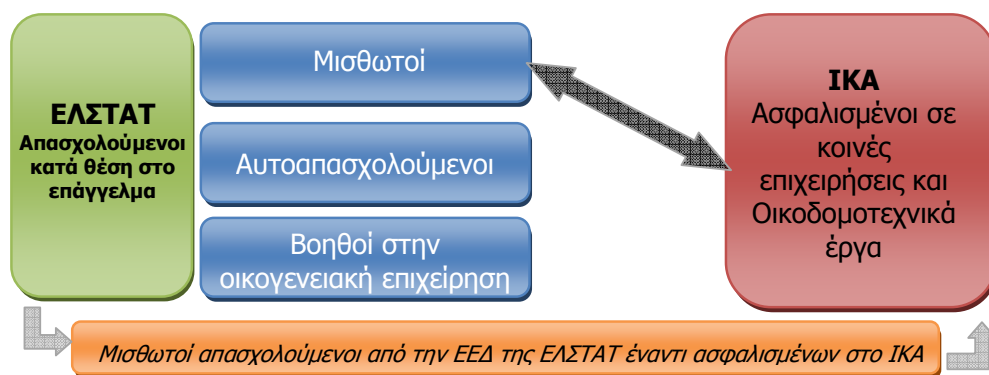 ΕΛΣΤΑΤ
Απασχολούμενοι
κατά θέση στο
επάγγελμα
Μισθωτοί
Αυτοαπασχολούμενοι
Βοηθοί στην
οικογενειακή επιχείρηση
ΙΚΑ
Ασφαλισμένοι σε
κοινές
επιχειρήσεις και
Οικοδομοτεχνικά
έργα
Μισθωτοί απασχολούμενοι από την ΕΕΔ της ΕΛΣΤΑΤ έναντι ασφαλισμένων στο ΙΚΑ